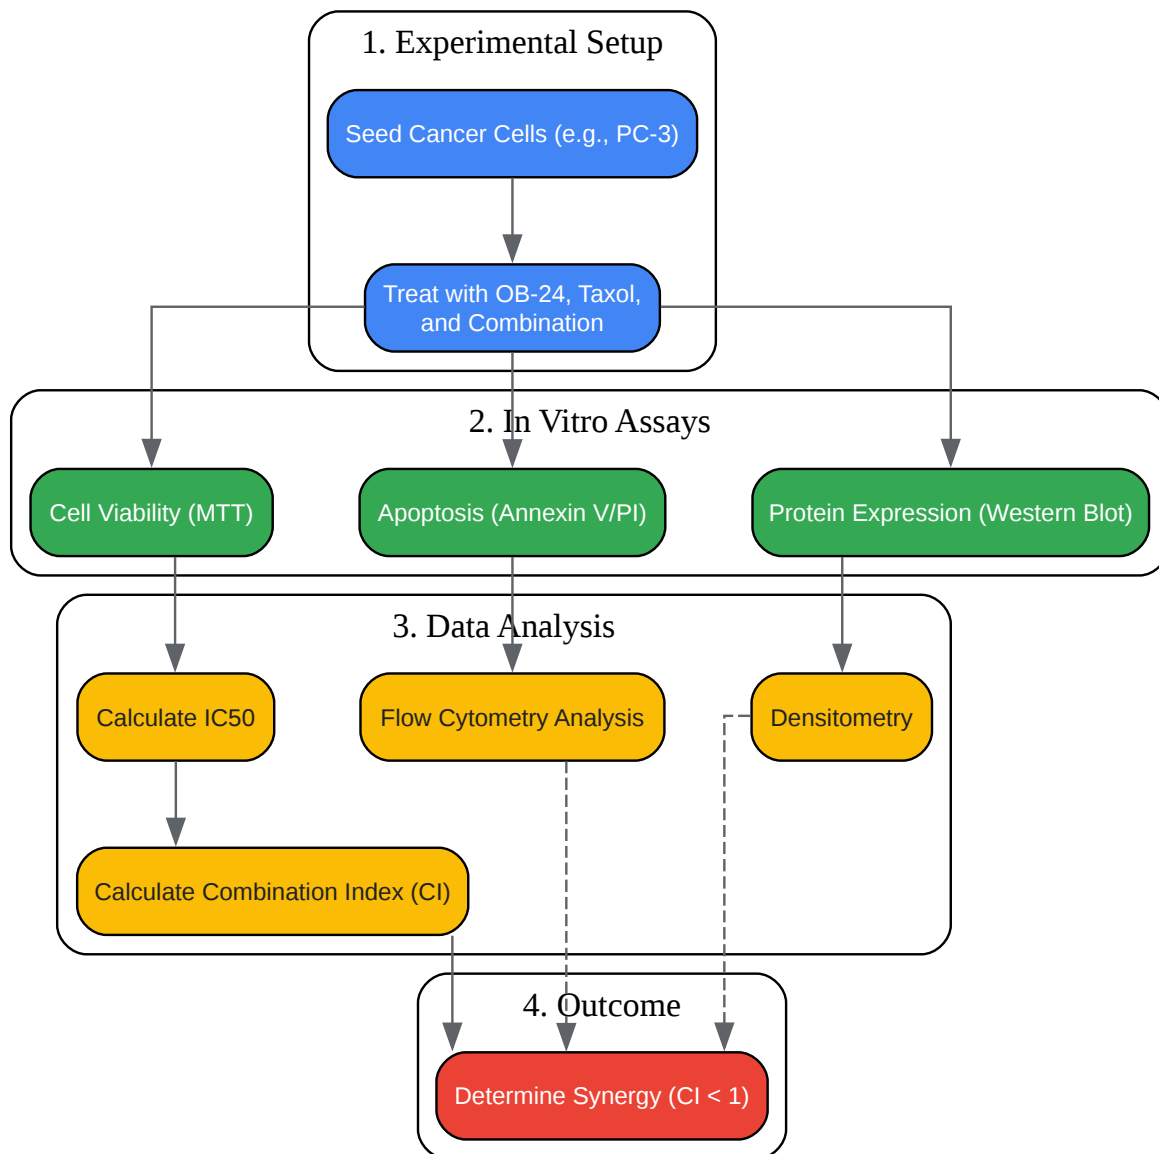 1. Experimental Setup
Seed Cancer Cells (e.g., PC-3)
Treat with OB-24, Taxol,
and Combination
2. In Vitro Assays
Cell Viability (MTT)
Apoptosis (Annexin V/PI)
Protein Expression (Western Blot)
3. Data Analysis
Calculate IC50
Flow Cytometry Analysis
Densitometry
Calculate Combination Index (CI)
4. Outcome
Determine Synergy (CI < 1)